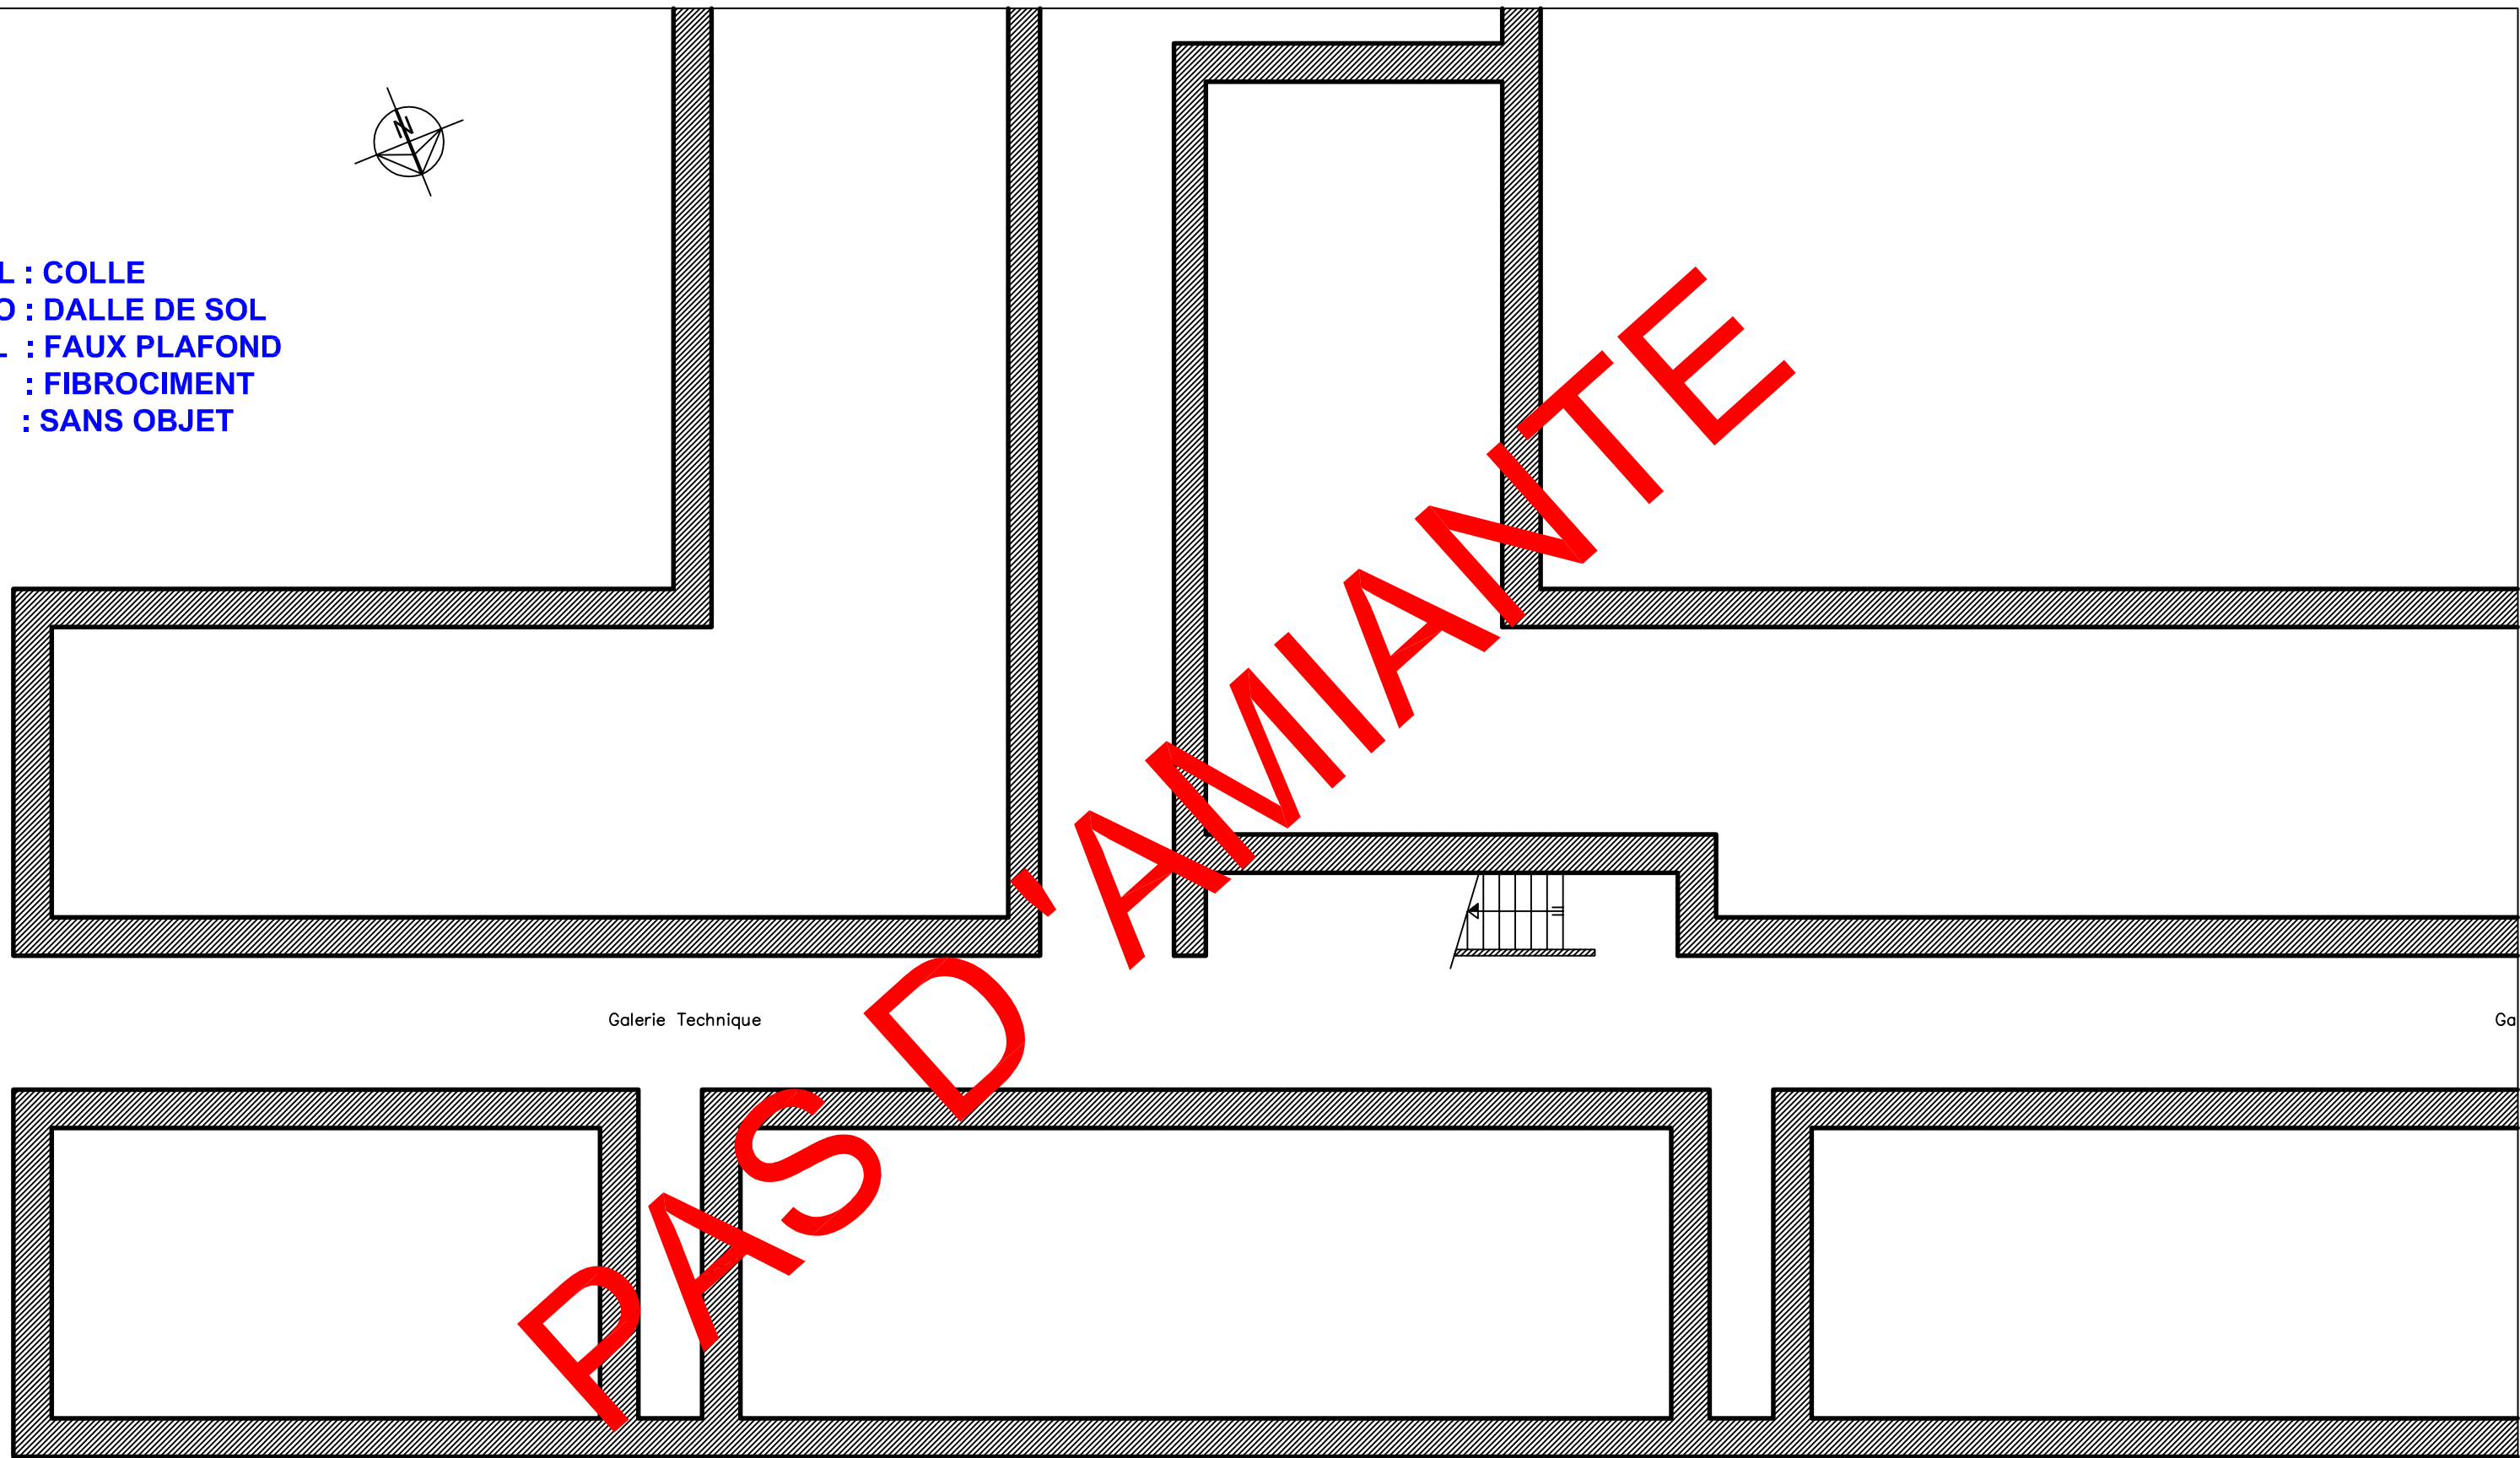 N
L : COLLE
O : DALLE DE SOL
L : FAUX PLAFOND
: FIBROCIMENT
: SANS OBJET
PAS D'AMIANTE
Galerie Technique
Ga